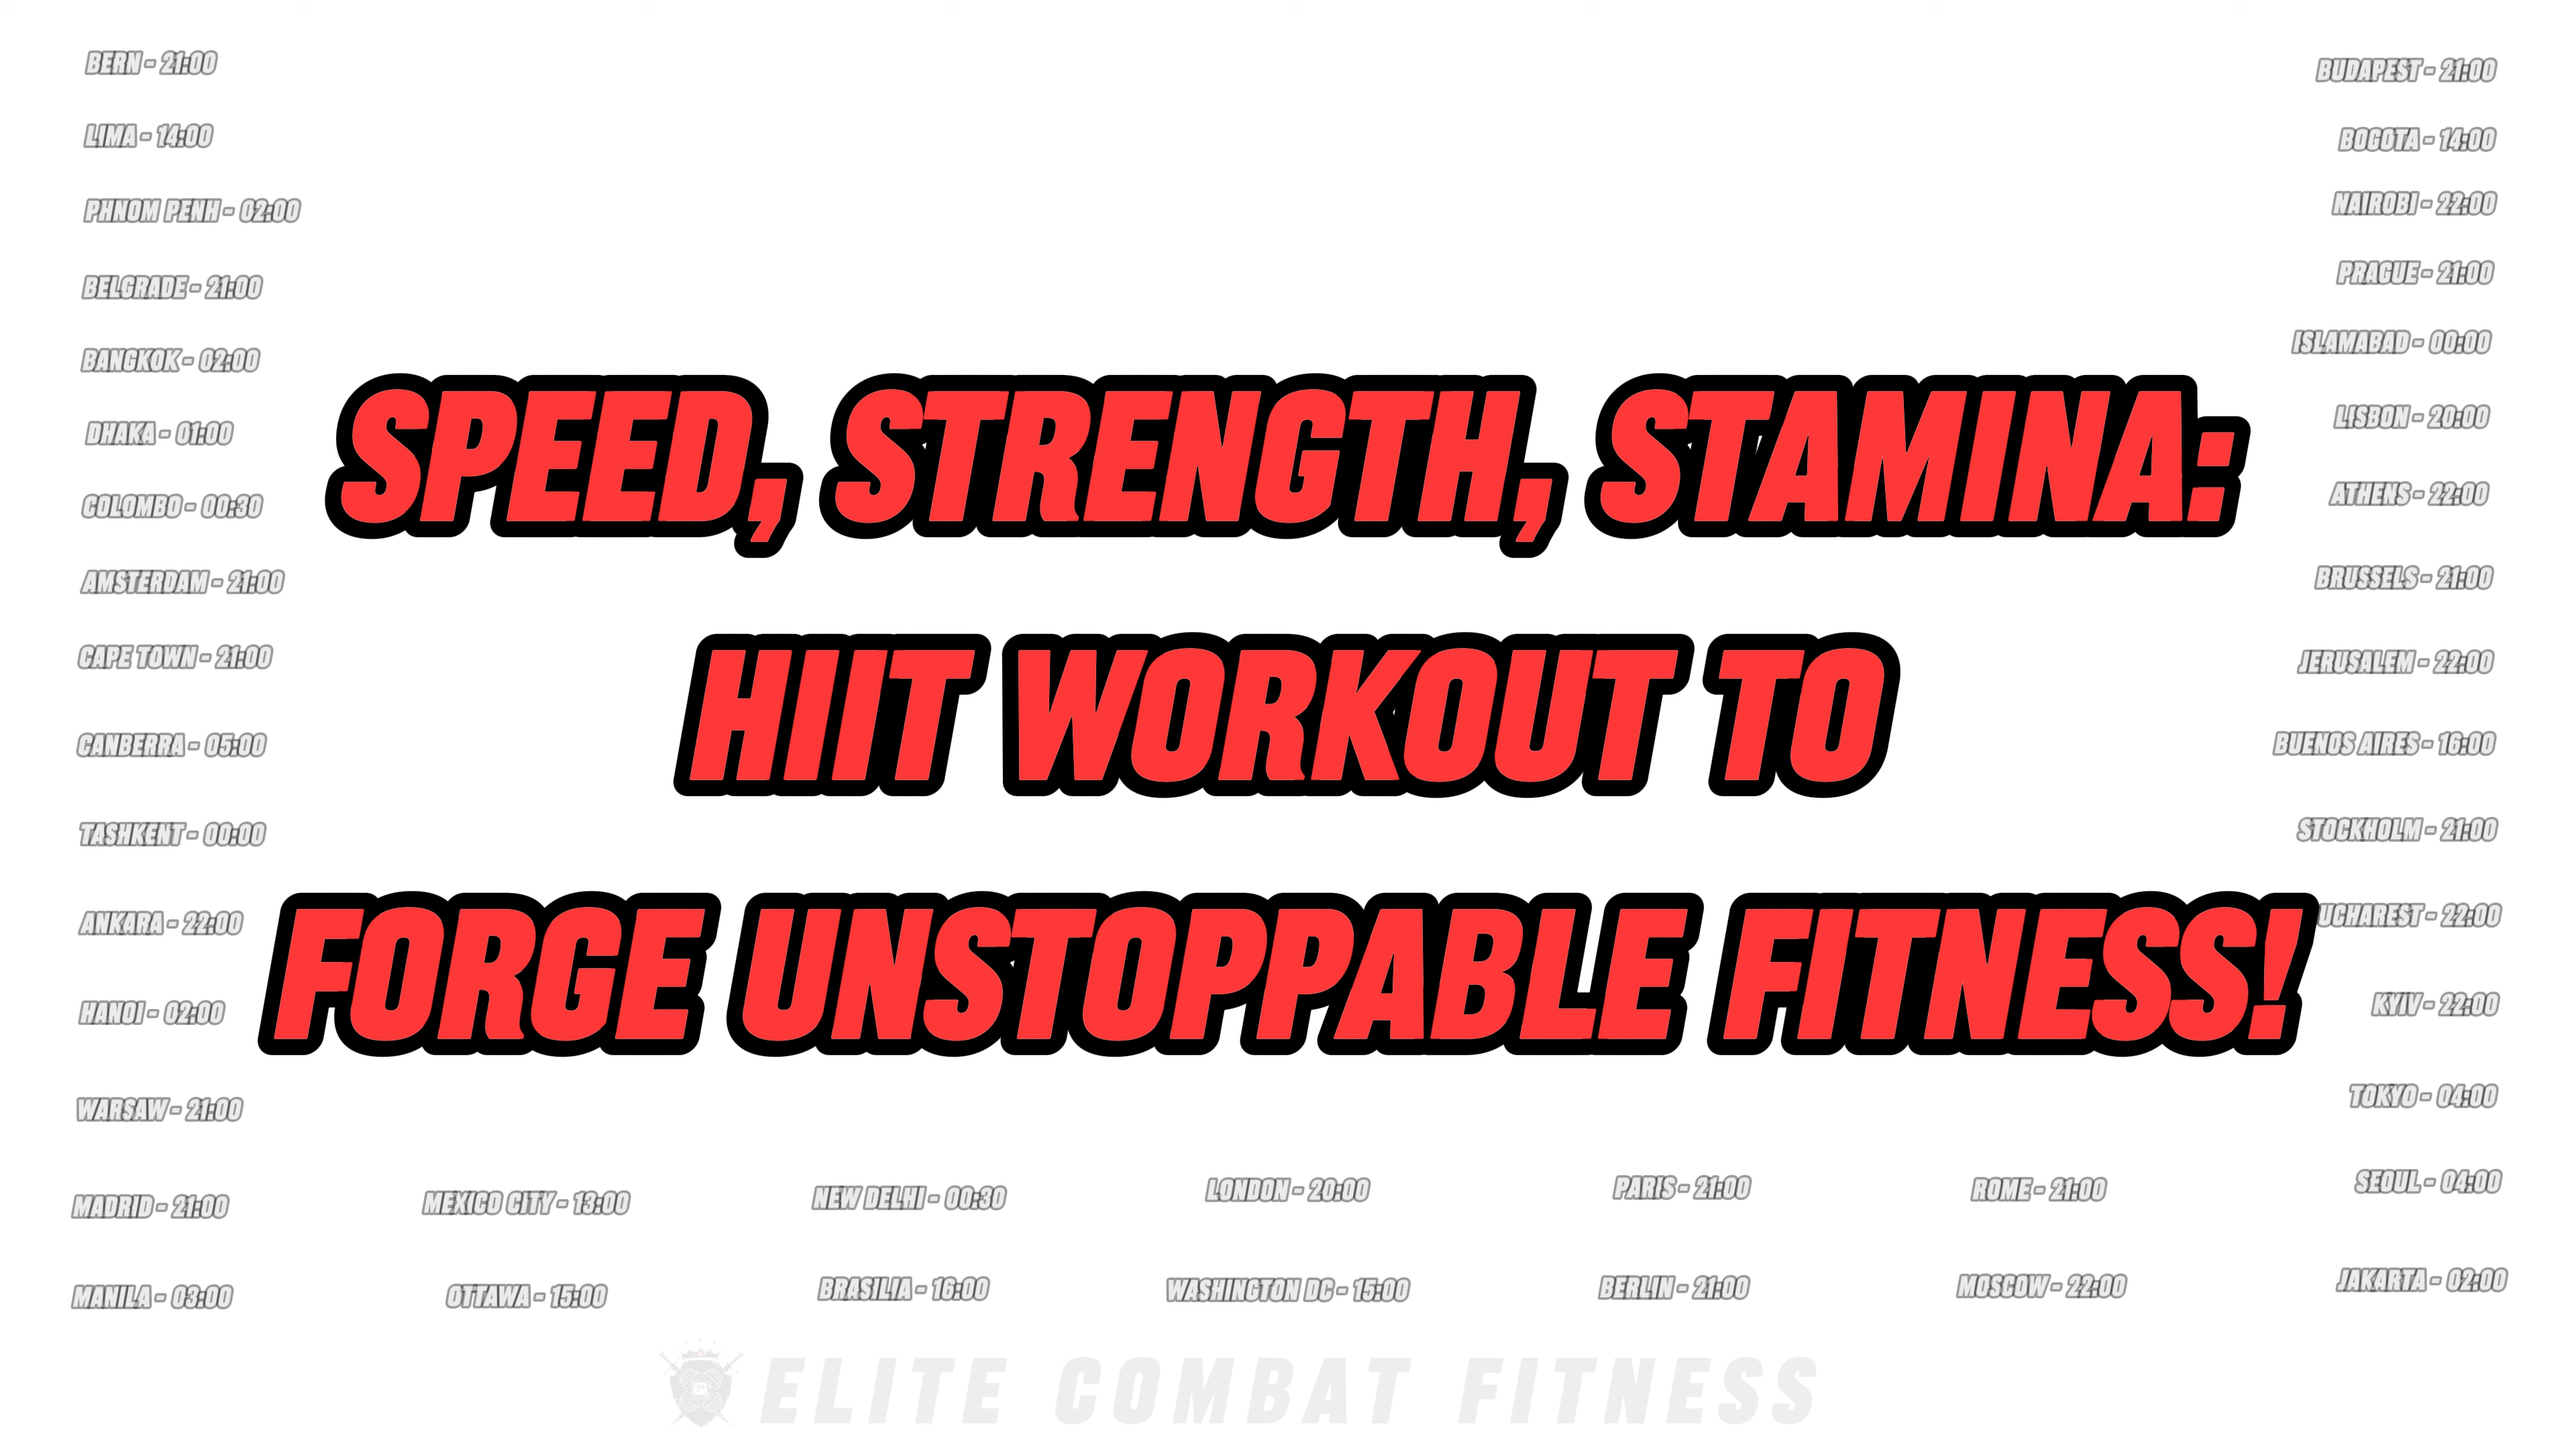 BERN - 21:00
BUDAPEST - 21:00
LIMA - 14:00
BOGOTA - 14:00
PHNOM PENH - 02:00
NAIROBI - 22:00
BELGRADE - 21:00
PRAGUE - 21:00
BANGKOK - 02:00
ISLAMABAD - 00:00
DHAKA - 01:00
LISBON - 20:00
SPEED, STRENGTH, STAMINA:
COLOMBO - 00:30
ATHENS - 22:00
AMSTERDAM - 21:00
BRUSSELS - 21:00
CAPE TOWN - 21:00
JERUSALEM - 22:00
HIIT WORKOUT TO
CANBERRA - 05:00
BUENOS AIRES - 16:00
TASHKENT - 00:00
STOCKHOLM - 21:00
ANKARA - 22:00
UCHAREST - 22:00
FORGE UNSTOPPABLE FITNESS!
HANOI - 02:00
KYIV - 22:00
WARSAW - 21:00
TOKYO - 04:00
MADRID - 21:00
MEXICO CITY - 13:00
NEW DELHI - 00:30
LONDON - 20:00
PARIS - 21:00
ROME - 21:00
SEOUL - 04:00
MANILA - 03:00
OTTAWA - 15:00
BRASILIA - 16:00
WASHINGTON DC - 15:00
BERLIN - 21:00
MOSCOW - 22:00
JAKARTA - 02:00
ELITE COMBAT FITNESS